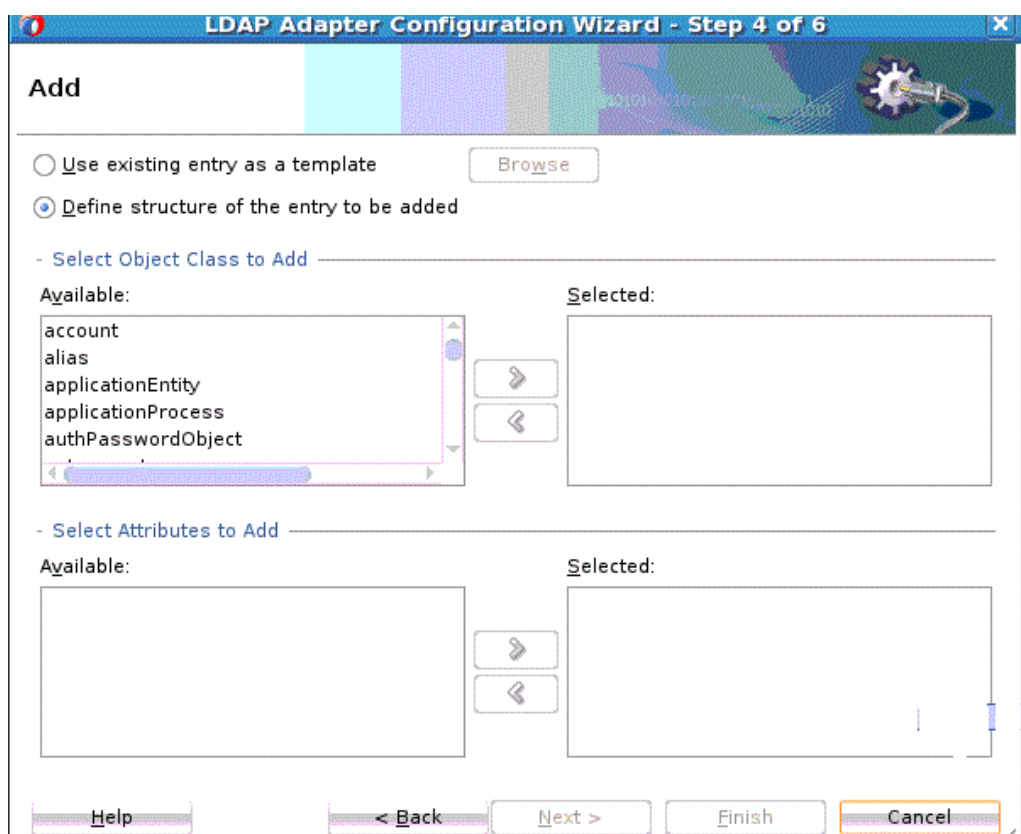 LDAP Adapter Configuration Wizard - Step 4 of 6
Add
Use existing entry as a template Browse
Define structure of the entry to be added
Select Object Class to Add
Available: Selected:
account
alias
applicationEntity
applicationProcess
authPasswordObject
Select Attributes to Add
Available: Selected:
Help < Back Next > Finish Cancel